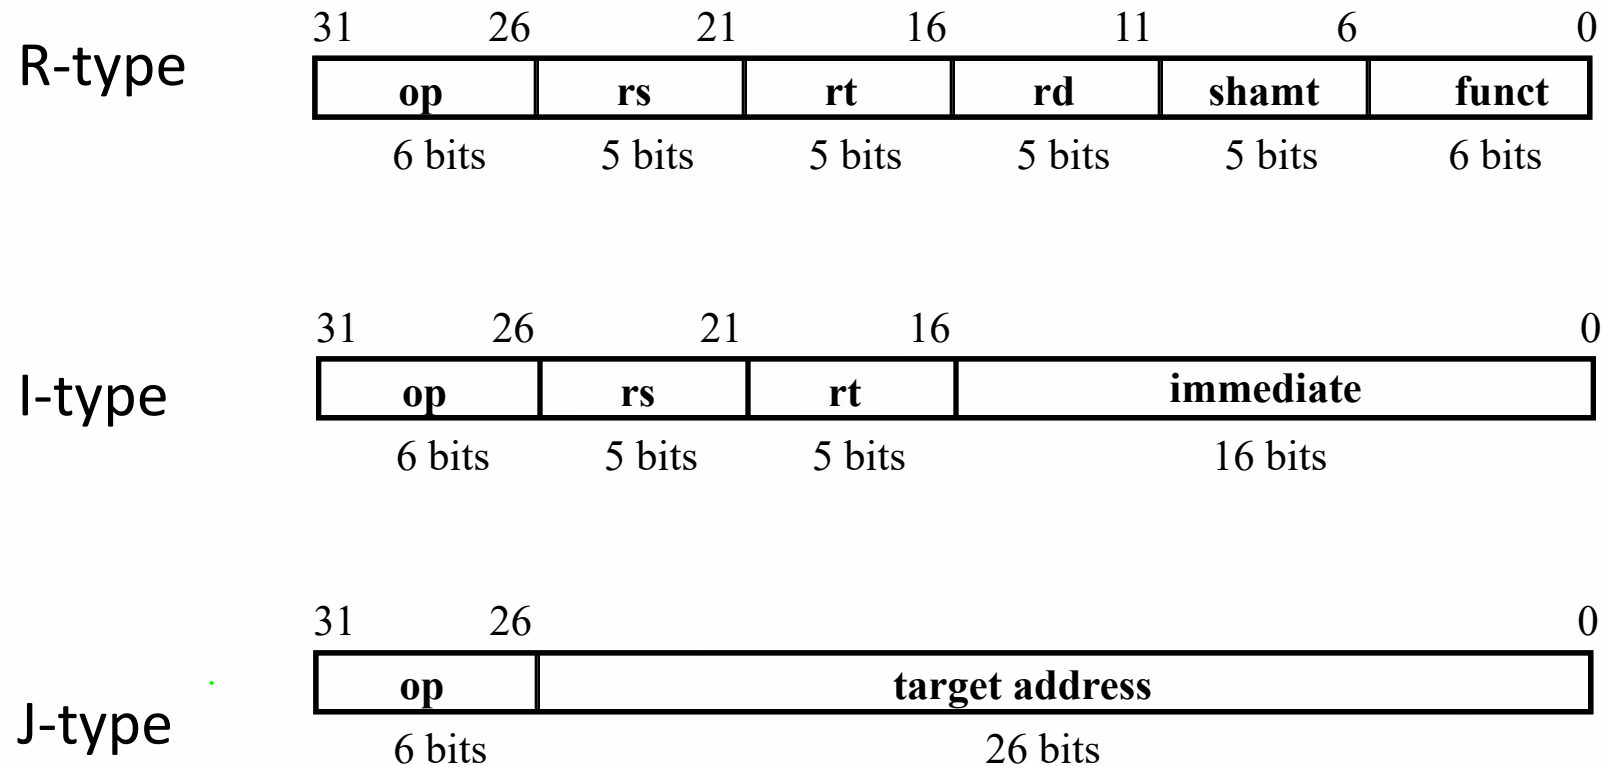 31 26 21 16 11 6 0
R-type
op rs rt rd shamt funct
6 bits 5 bits 5 bits 5 bits 5 bits 6 bits
31 26 21 16 0
I-type
op rs rt immediate
6 bits 5 bits 5 bits 16 bits
31 26 0
op target address
J-type
6 bits 26 bits